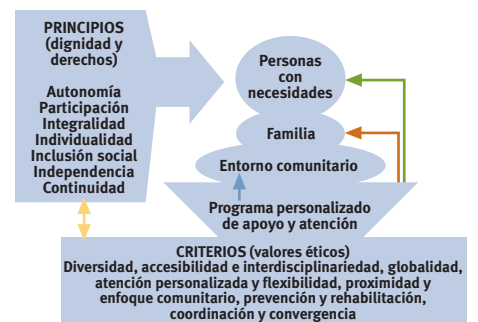 PRINCIPIOS
(dignidad y
derechos)
Autonomía
Participación
Integralidad
Individualidad
Inclusión social
Independencia
Continuidad
Personas
con
necesidades
Familia
Entorno comunitario
Programa personalizado
de apoyo y atención
CRITERIOS (valores éticos)
Diversidad, accesibilidad e interdisciplinariedad, globalidad,
atención personalizada y flexibilidad, proximidad y
enfoque comunitario, prevención y rehabilitación,
coordinación y convergencia